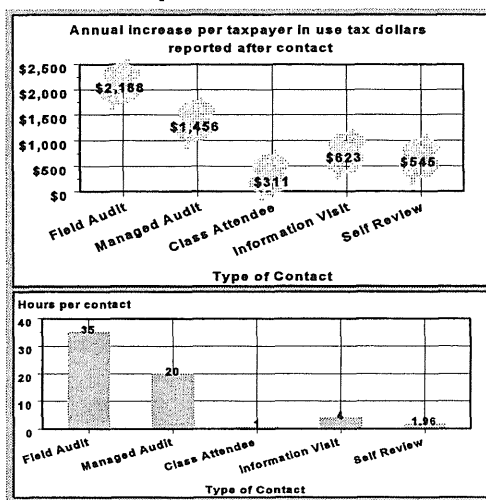 Annual increase per taxpayer in use tax dollars
reported after contact
$2,500
$2,000
$1,500
$1,000
$500
$0
$2,188
$1,456
$311
$623
$545
Field Audit
Managed Audit
Class Attendee
Information Visit
Self Review
Type of Contact
Hours per contact
40
30
20
10
0
35
20
1
4
1.96
Field Audit
Managed Audit
Class Attendee
Information Visit
Self Review
Type of Contact